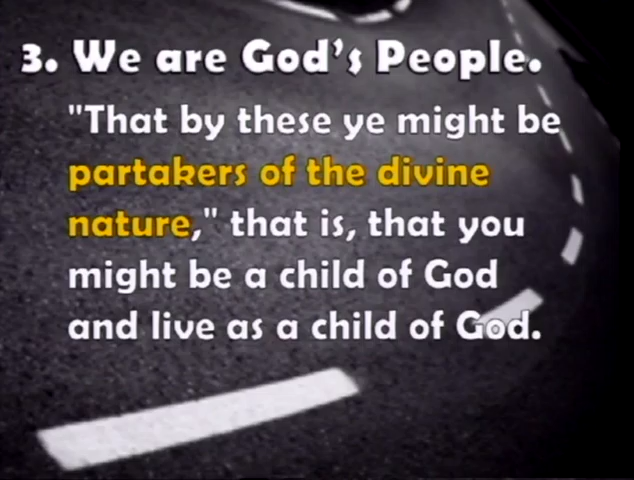 3. We are God's People.
"That by these ye might be
partakers of the divine
nature," that is, that you
might be a child of God
and live as a child of God.